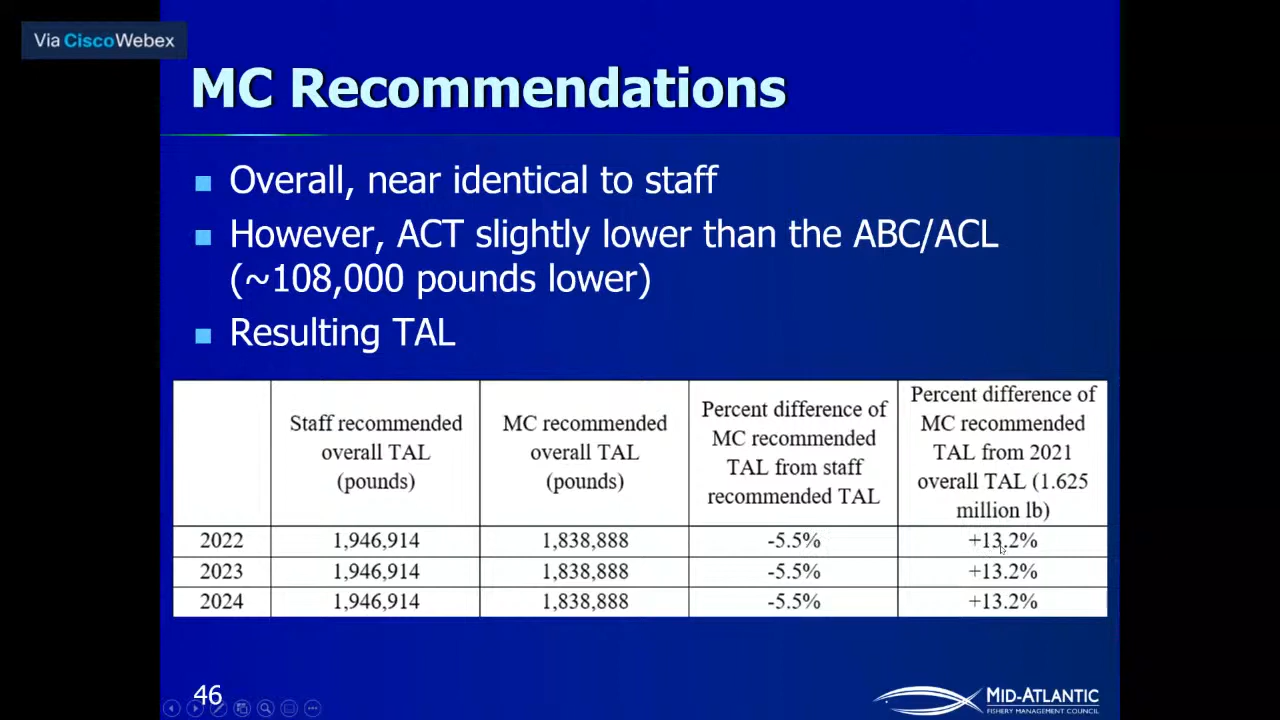 Via CiscoWebex
MC Recommendations
Overall, near identical to staff
However, ACT slightly lower than the ABC/ACL
(~108,000 pounds lower)
Resulting TAL
Staff recommended
overall TAL
(pounds)
MC recommended
overall TAL
(pounds)
Percent difference of
MC recommended
TAL from staff
recommended TAL
Percent difference of
MC recommended
TAL from 2021
overall TAL (1.625
million lb)
2022 1,946,914 1,838,888 -5.5% +13.2%
2023 1,946,914 1,838,888 -5.5% +13.2%
2024 1,946,914 1,838,888 -5.5% +13.2%
46
MID-ATLANTIC
FISHERY MANAGEMENT COUNCIL